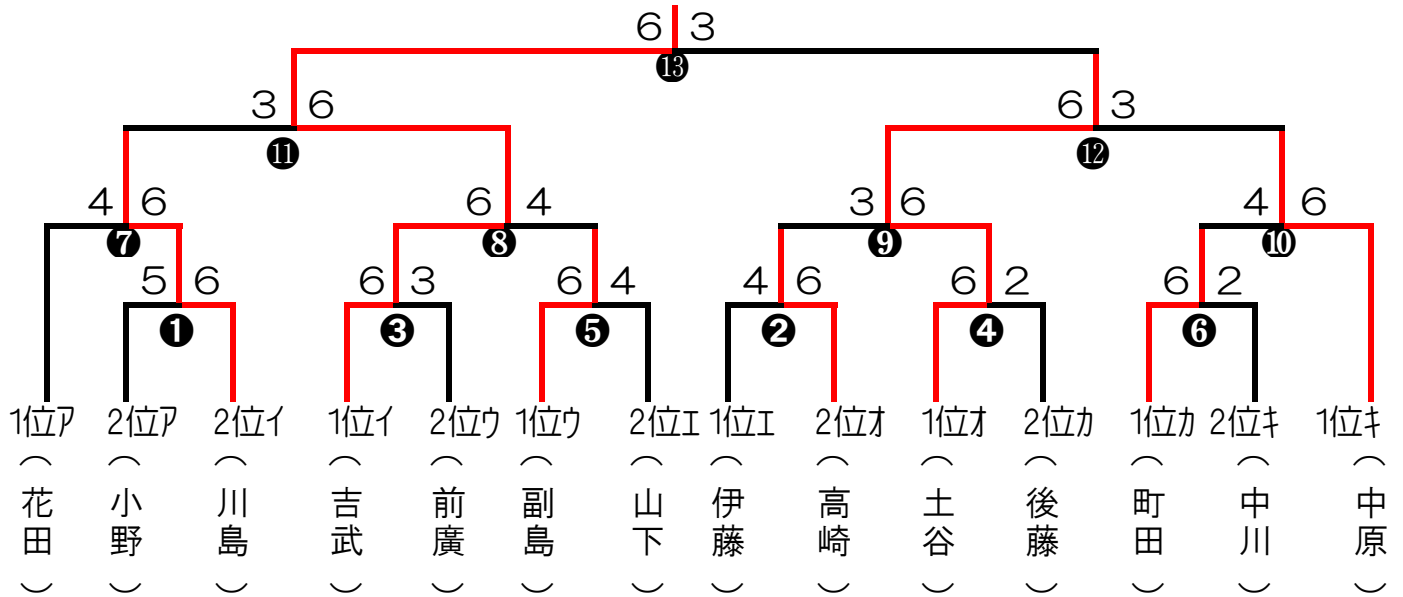 ６ ３
⓭
３ ６ ６ ３
⓫ ⓬
４ ６ ６ ４ ３ ６ ４ ６
❼ ❽ ❾ ❿
５ ６ ６ ３ ６ ４ ４ ６ ６ ２ ６ ２
❶ ❸ ❺ ❷ ❹ ❻
1位ｱ 2位ｱ 2位ｲ 1位ｲ 2位ｳ 1位ｳ 2位ｴ 1位ｴ 2位ｵ 1位ｵ 2位ｶ 1位ｶ 2位ｷ 1位ｷ
（花田）
（小野）
（川島）
（吉武）
（前廣）
（副島）
（山下）
（伊藤）
（高崎）
（土谷）
（後藤）
（町田）
（中川）
（中原）